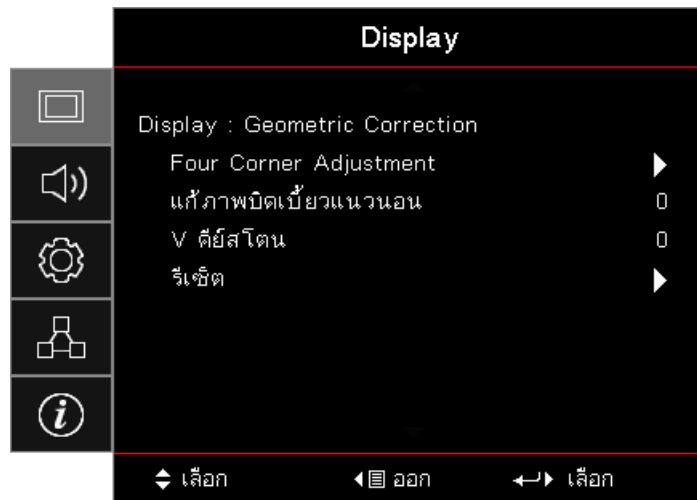 Display
Display : Geometric Correction
Four Corner Adjustment
แก้ภาพบิดเบี้ยวแนวนอน 0
V คีย์สโตน 0
รีเซ็ต
เลือก ออก เลือก